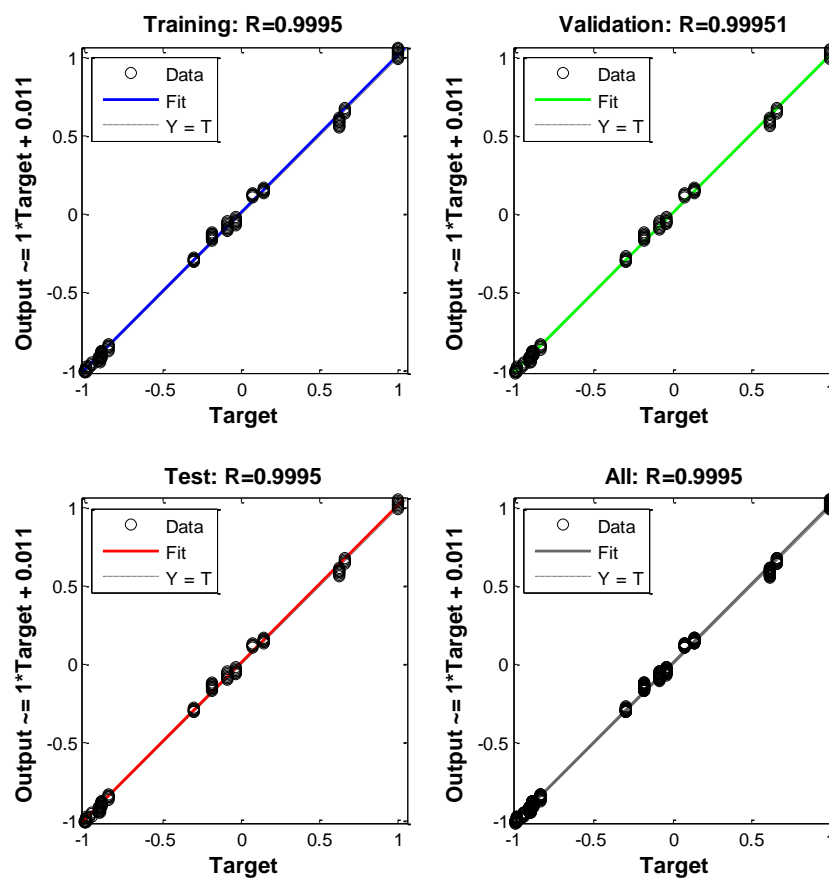 Training: R=0.9995
Output ~= 1*Target + 0.011
Data
Fit
Y = T
1
0.5
0
-0.5
-1
-1 -0.5 0 0.5 1
Target
Validation: R=0.99951
Output ~= 1*Target + 0.011
Data
Fit
Y = T
1
0.5
0
-0.5
-1
-1 -0.5 0 0.5 1
Target
Test: R=0.9995
Output ~= 1*Target + 0.011
Data
Fit
Y = T
1
0.5
0
-0.5
-1
-1 -0.5 0 0.5 1
Target
All: R=0.9995
Output ~= 1*Target + 0.011
Data
Fit
Y = T
1
0.5
0
-0.5
-1
-1 -0.5 0 0.5 1
Target